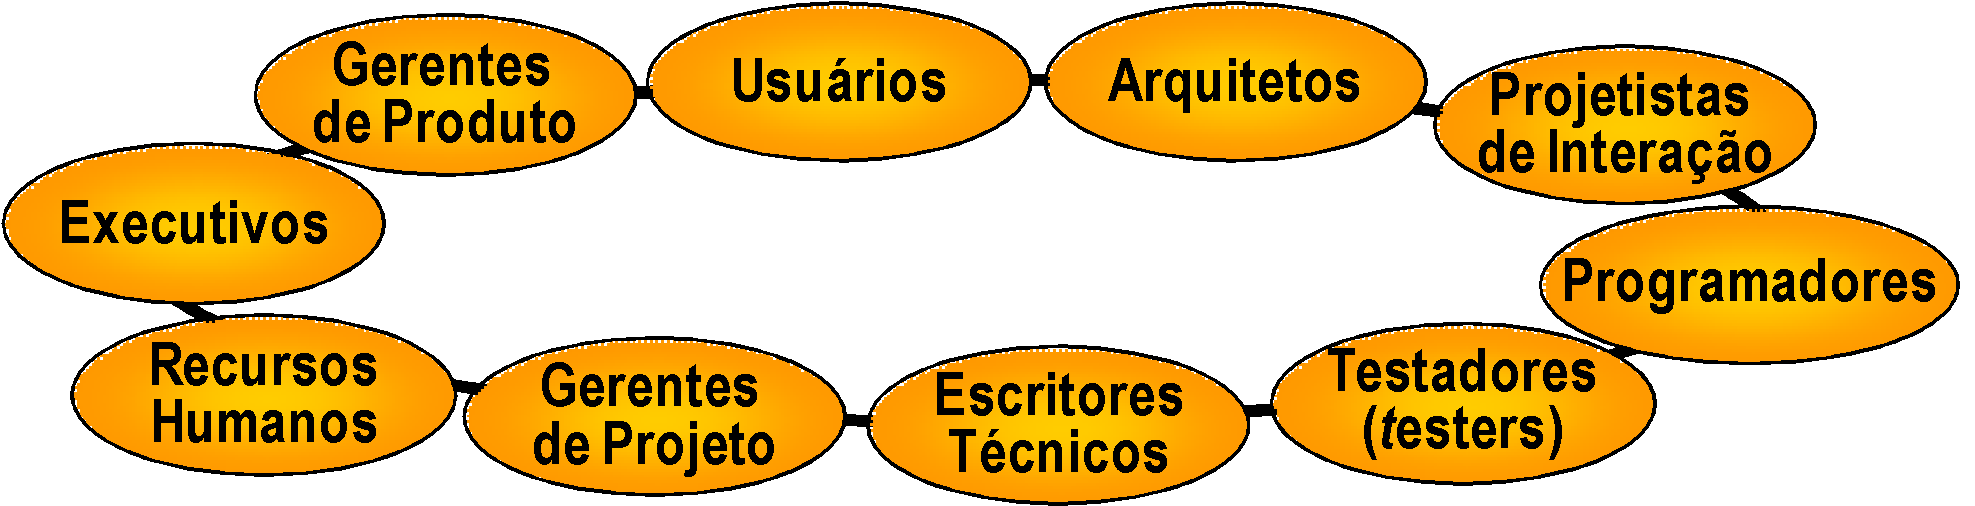 Gerentes
de Produto
Usuários
Arquitetos
Projetistas
de Interação
Executivos
Programadores
Recursos
Humanos
Gerentes
de Projeto
Escritores
Técnicos
Testadores
(testers)